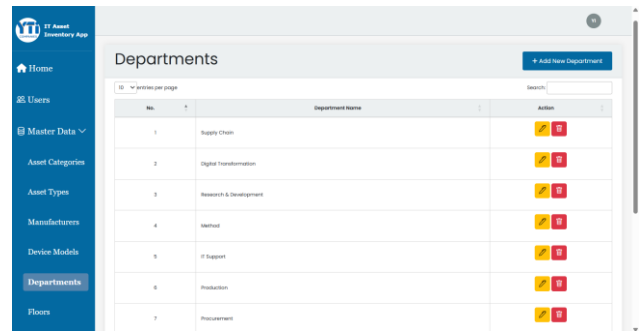 IT Asset
Inventory App
Home
Users
Master Data
Asset Categories
Asset Types
Manufacturers
Device Models
Departments
Floors
Departments
+ Add New Department
10 entries per page
Search:
No. Department Name Action
1 Supply Chain
2 Digital Transformation
3 Research & Development
4 Method
5 IT Support
6 Production
7 Procurement